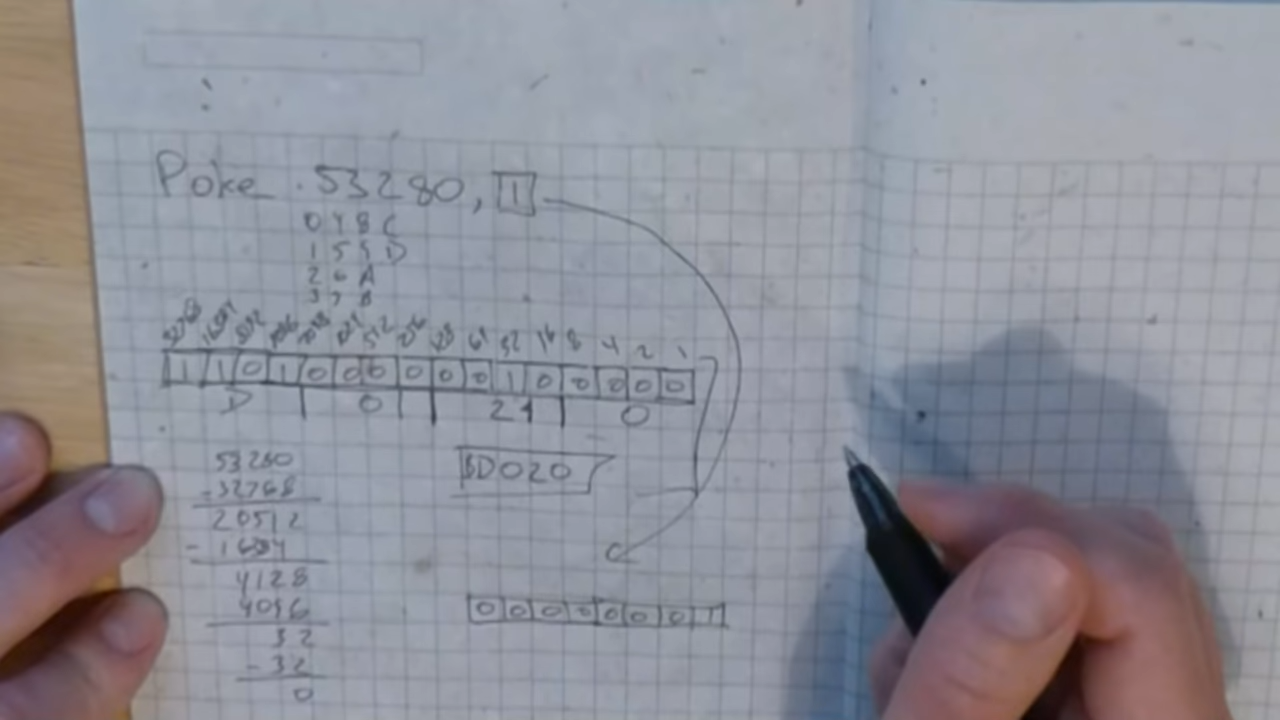 Poke 53280, 1
0 4 8 C
1 5 9 D
2 6 A
3 7 B
32768 16384 8192 4096 2048 1024 512 256 128 64 32 16 8 4 2 1
1 1 0 1 0 0 0 0 0 0 1 0 0 0 0 0
D 0 2 0
53280
$D020
-32768
20512
4128
4096
0 0 0 0 0 0 0 1
32
-32
0